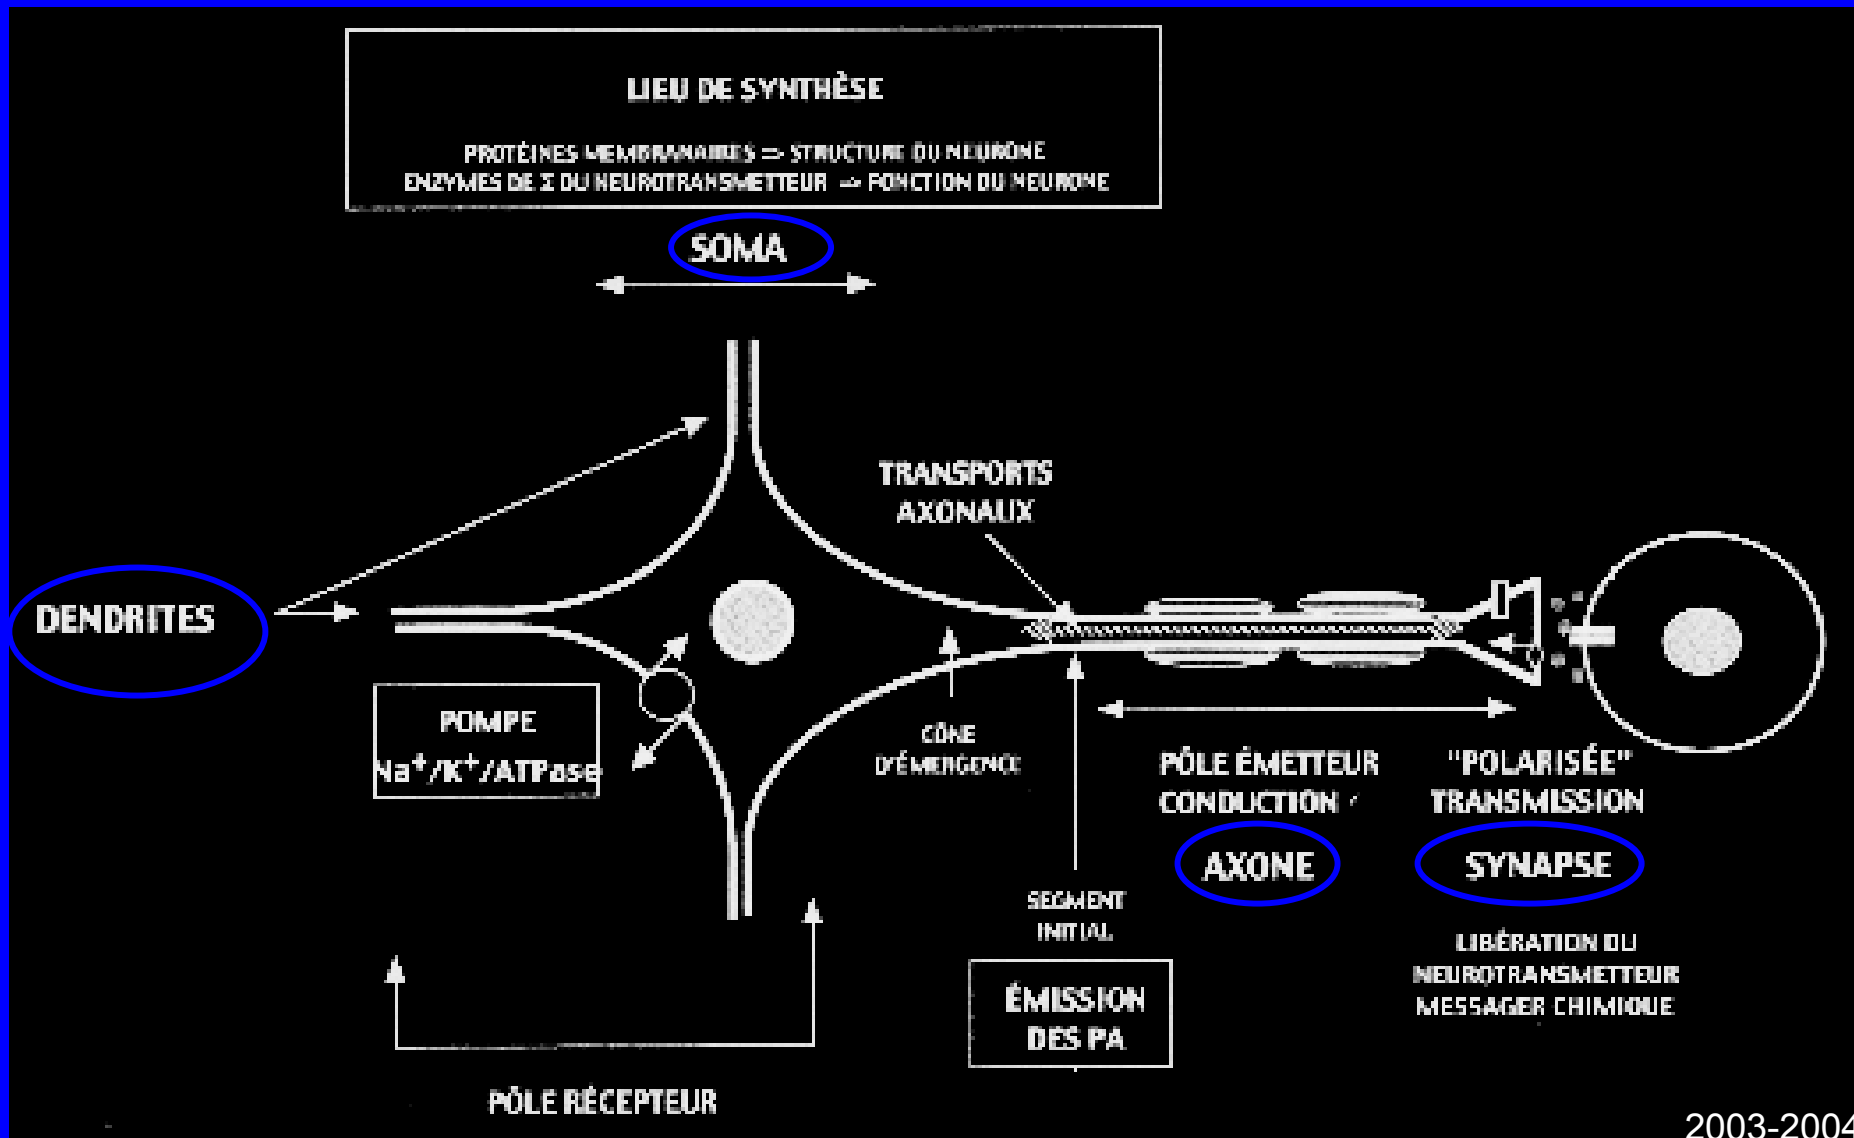 LIEU DE SYNTHÈSE
PROTÉINES MEMBRANAIRES => STRUCTURE DU NEURONE
ENZYMES DE Σ DU NEUROTRANSMETTEUR => FONCTION DU NEURONE
SOMA
TRANSPORTS
AXONAUX
DENDRITES
POMPE
Na⁺/K⁺/ATPase
CÔNE
D'ÉMERGENCE
PÔLE ÉMETTEUR
CONDUCTION
AXONE
"POLARISÉE"
TRANSMISSION
SYNAPSE
SEGMENT
INITIAL
ÉMISSION
DES PA
LIBÉRATION DU
NEUROTRANSMETTEUR
MESSAGER CHIMIQUE
PÔLE RÉCEPTEUR
2003-2004